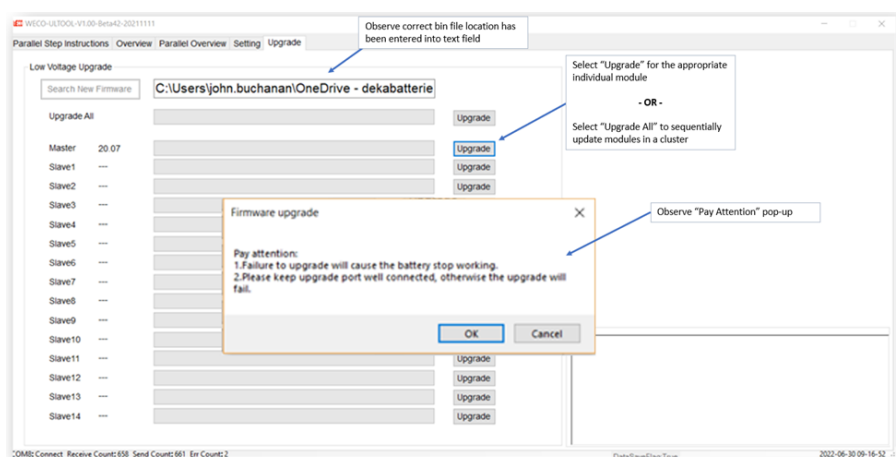 WECO-ULTOOL-V1.00-Beta42-20211111
Observe correct bin file location has
been entered into text field
Parallel Step Instructions Overview Parallel Overview Setting Upgrade
Low Voltage Upgrade
Search New Firmware C:\Users\john.buchanan\OneDrive - dekabatterie
Select "Upgrade" for the appropriate
individual module
- OR -
Select "Upgrade All" to sequentially
update modules in a cluster
Upgrade All Upgrade
Master 20.07 Upgrade
Slave1 --- Upgrade
Slave2 --- Upgrade
Slave3 ---
Slave4 ---
Slave5 ---
Slave6 ---
Slave7 ---
Slave8 ---
Slave9 ---
Slave10 ---
Slave11 --- Upgrade
Slave12 --- Upgrade
Slave13 --- Upgrade
Slave14 --- Upgrade
Firmware upgrade
Pay attention:
1.Failure to upgrade will cause the battery stop working.
2.Please keep upgrade port well connected, otherwise the upgrade will
fail.
OK Cancel
Observe "Pay Attention" pop-up
COM8: Connect Receive Count: 658 Send Count: 661 Err Count: 2 DataSaveFlag:True 2022-06-30 09-16-52